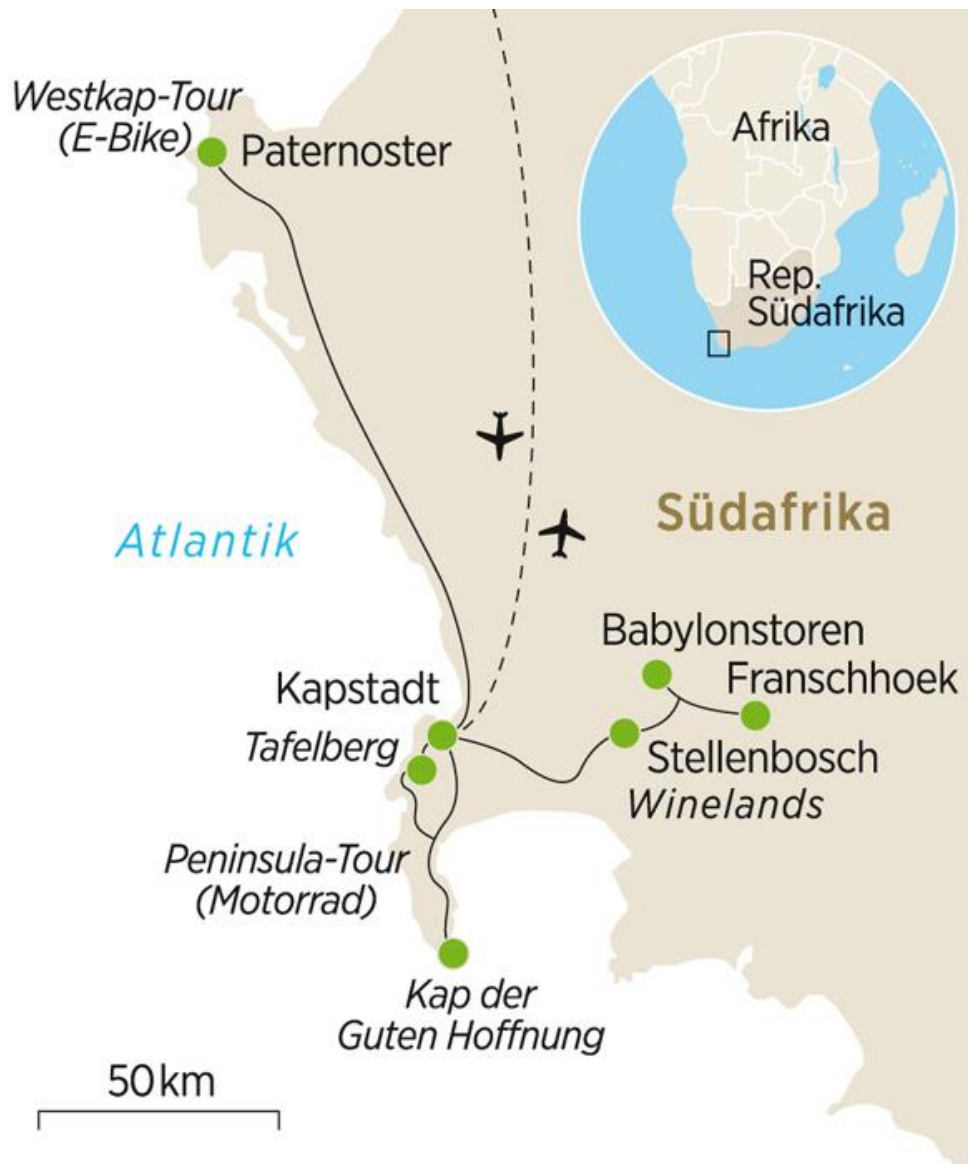 Westkap-Tour
(E-Bike)
Paternoster
Afrika
Rep.
Südafrika
Südafrika
Atlantik
Babylonstoren
Franschhoek
Kapstadt
Tafelberg
Stellenbosch
Winelands
Peninsula-Tour
(Motorrad)
Kap der
Guten Hoffnung
50 km